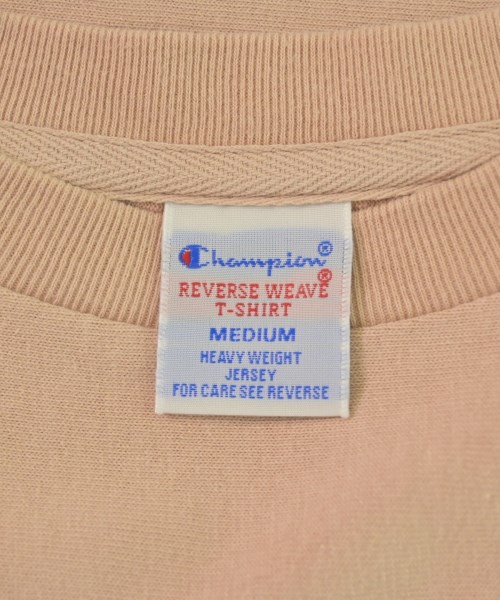 Champion®
REVERSE WEAVE®
T-SHIRT
MEDIUM
HEAVY WEIGHT
JERSEY
FOR CARE SEE REVERSE